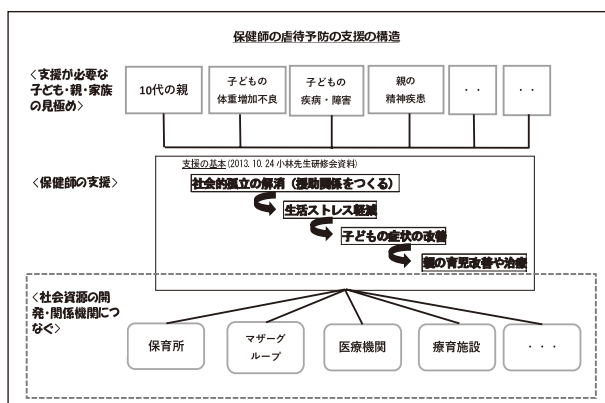 保健師の虐待予防の支援の構造
<支援が必要な
子ども・親・家族
の見極め>
10代の親
子どもの
体重増加不良
子どもの
疾病・障害
親の
精神疾患
・・
・・
<保健師の支援>
支援の基本(2013.10.24小林先生研修会資料)
社会的孤立の解消（援助関係をつくる）
生活ストレス軽減
子どもの症状の改善
親の育児改善や治療
<社会資源の開
発・関係機関につ
なぐ>
保育所
マザーグ
ループ
医療機関
療育施設
・・・